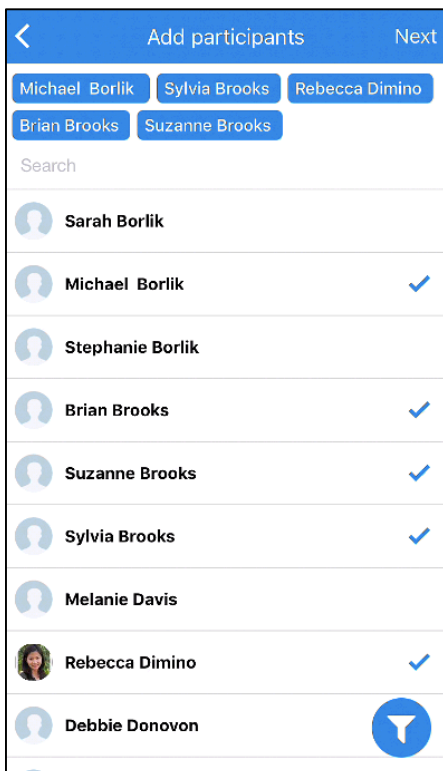 Add participants Next
Michael Borlik Sylvia Brooks Rebecca Dimino
Brian Brooks Suzanne Brooks
Search
Sarah Borlik
Michael Borlik
Stephanie Borlik
Brian Brooks
Suzanne Brooks
Sylvia Brooks
Melanie Davis
Rebecca Dimino
Debbie Donovon